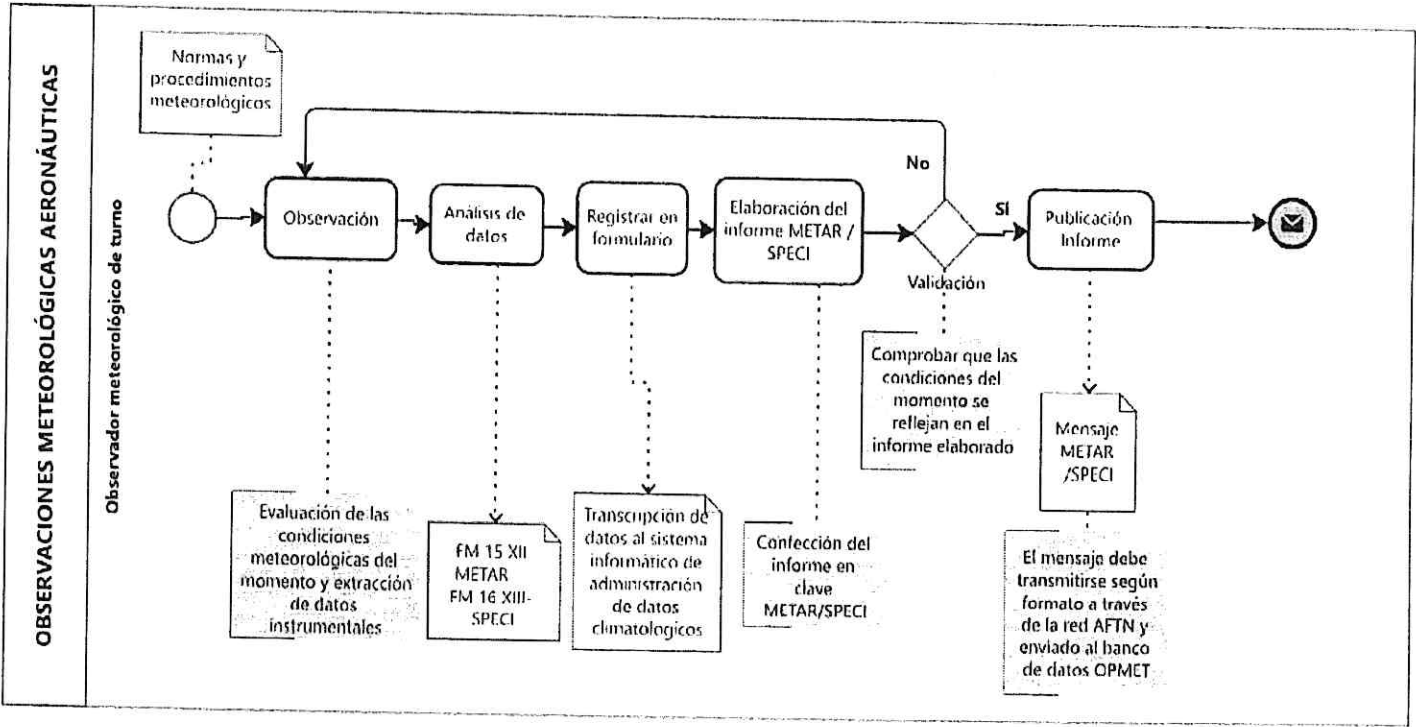 OBSERVACIONES METEOROLÓGICAS AERONÁUTICAS
Observador meteorológico de turno
Normas y
procedimientos
meteorológicos
Observación
Análisis de
datos
Registrar en
formulario
Elaboración del
informe METAR /
SPECI
No
Validación
Sí
Publicación
Informe
Evaluación de las
condiciones
meteorológicas del
momento y extracción
de datos
instrumentales
FM 15 XII
METAR
FM 16 XIII-
SPECI
Transcripción de
datos al sistema
informático de
administración
de datos
climatologicos
Confección del
informe en
clave
METAR/SPECI
Comprobar que las
condiciones del
momento se
reflejan en el
informe elaborado
Mensaje
METAR
/SPECI
El mensaje debe
transmitirse según
formato a través
de la red AFTN y
enviado al banco
de datos OPMET